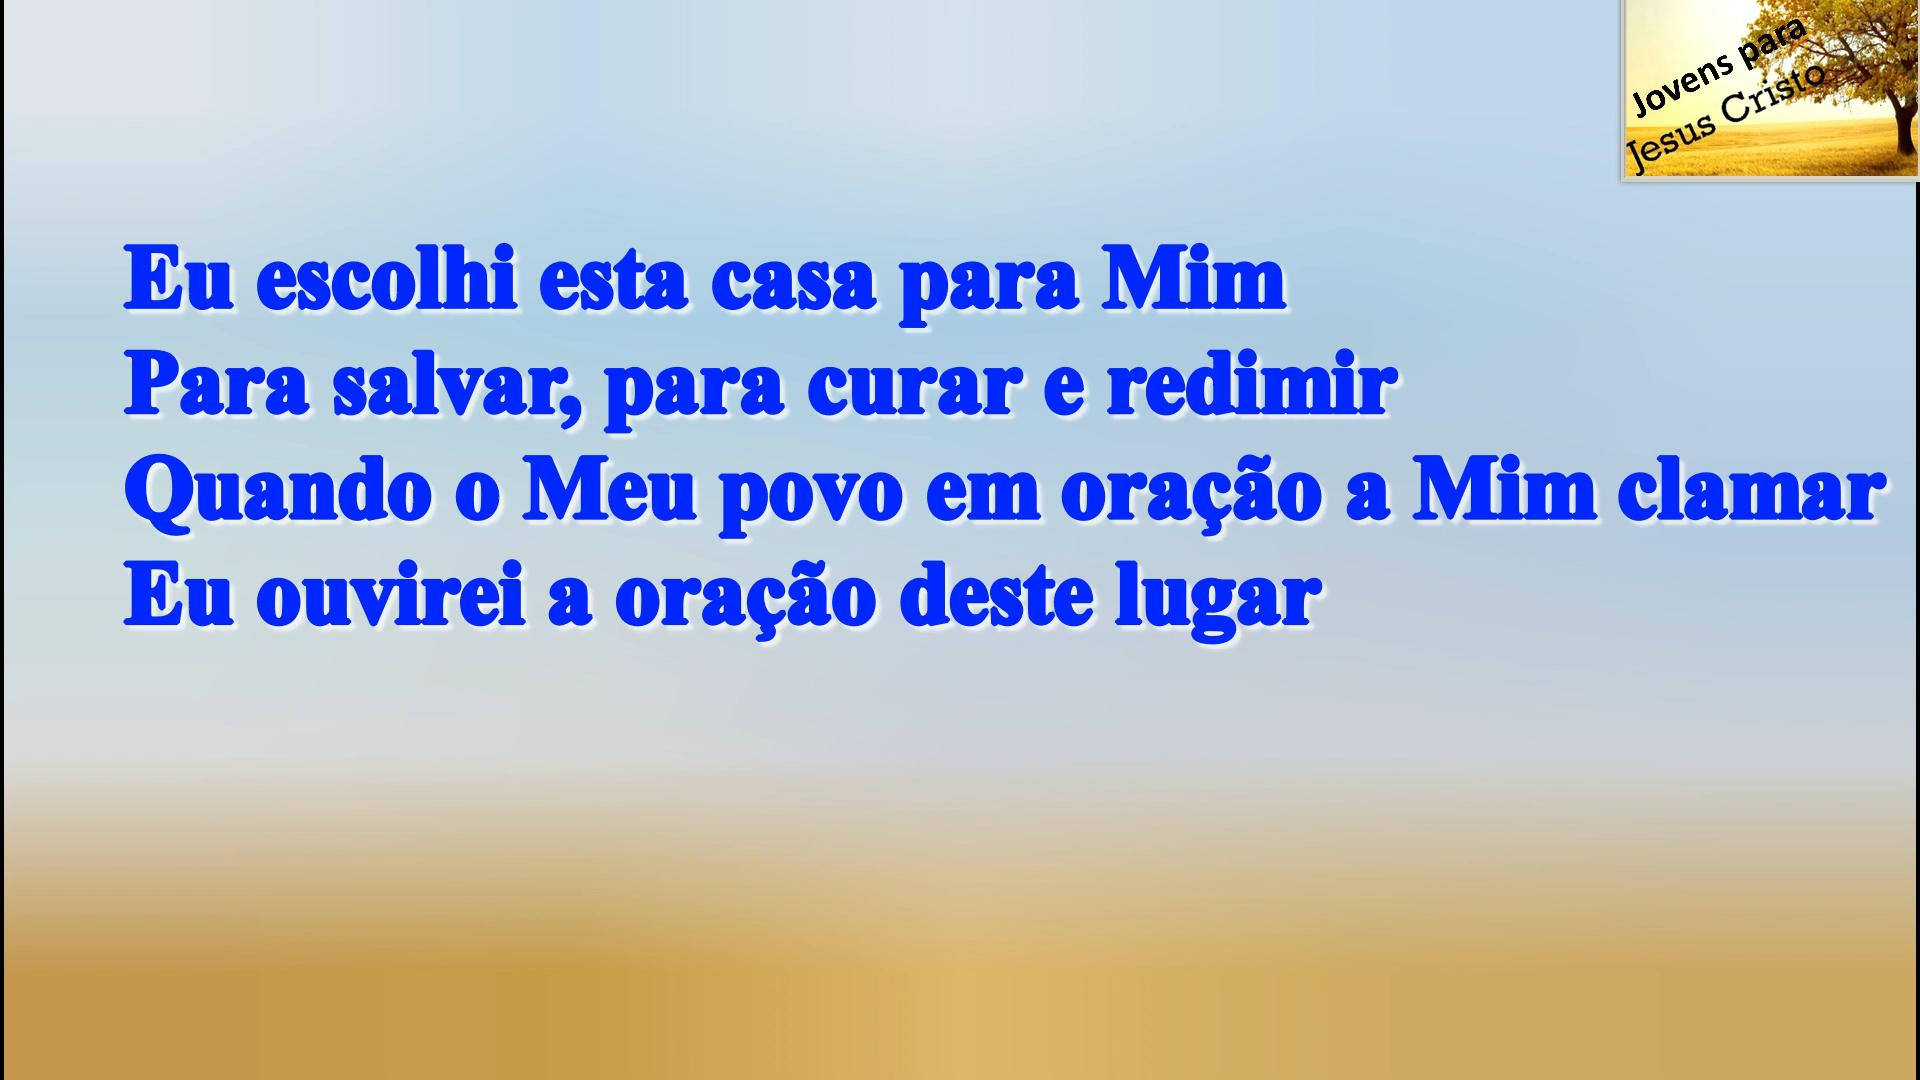 Jovens para
Jesus Cristo
Eu escolhi esta casa para Mim
Para salvar, para curar e redimir
Quando o Meu povo em oração a Mim clamar
Eu ouvirei a oração deste lugar